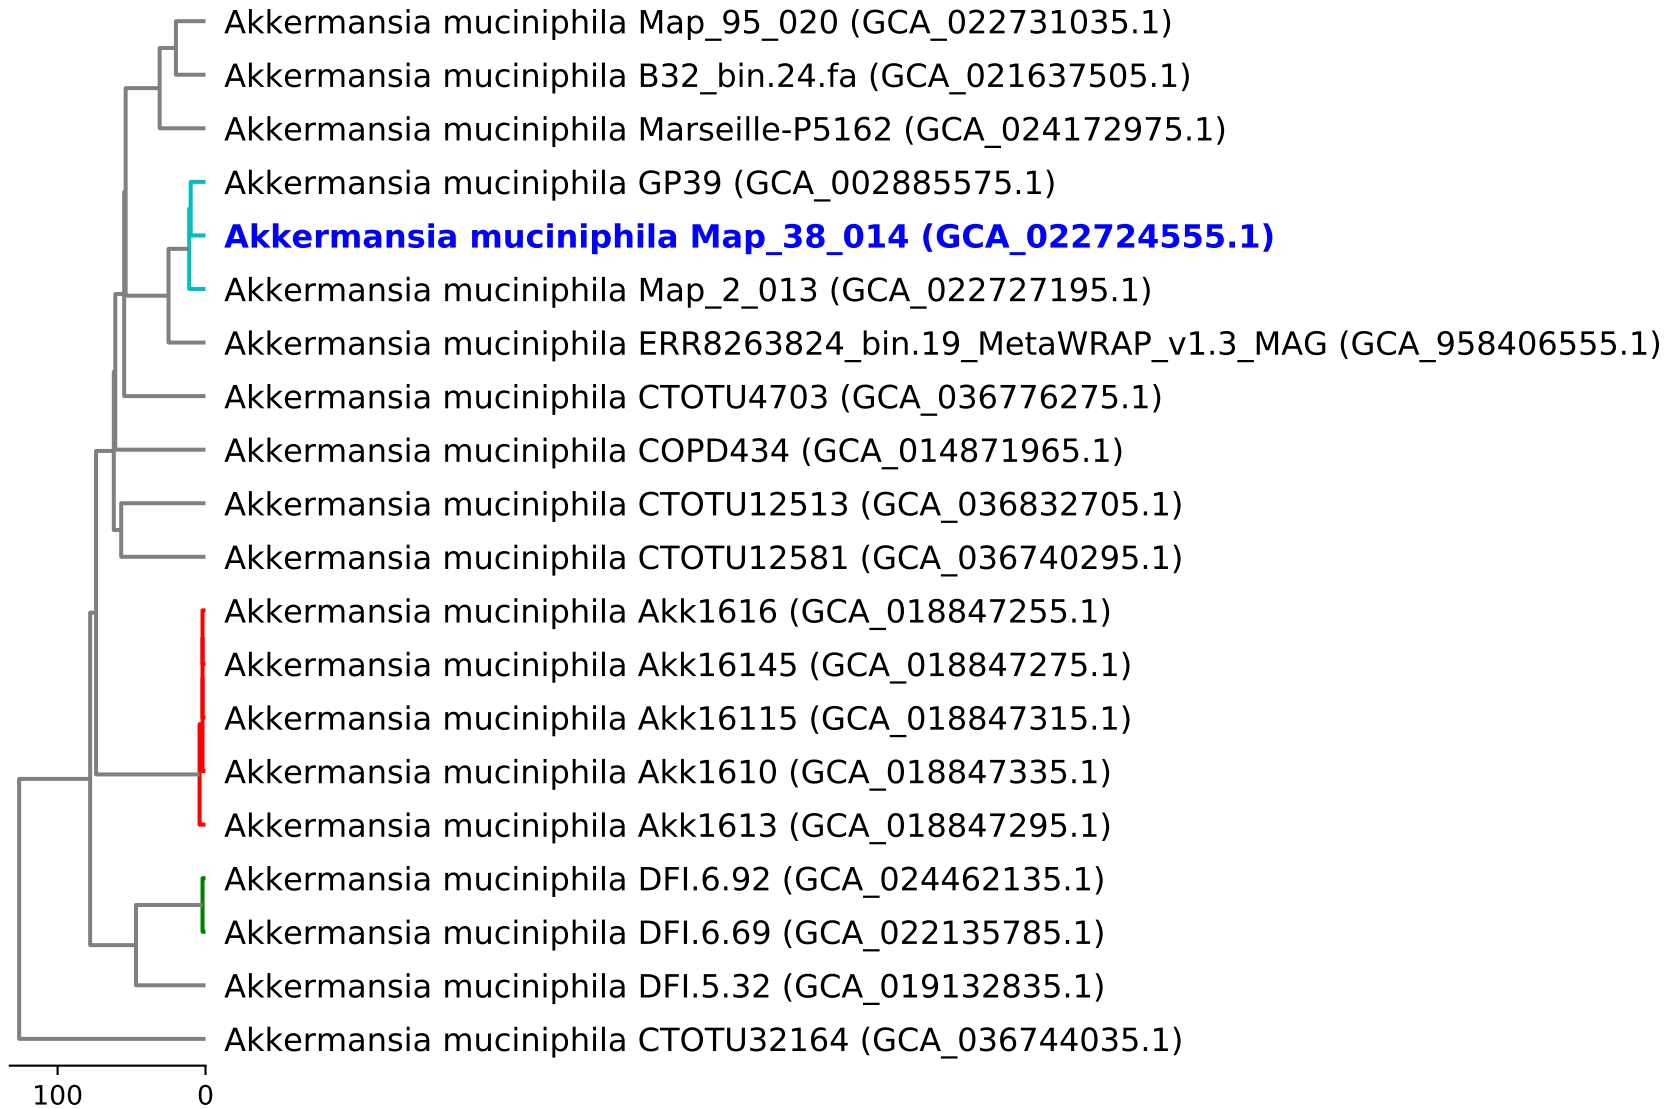 Akkermansia muciniphila Map_95_020 (GCA_022731035.1)
Akkermansia muciniphila B32_bin.24.fa (GCA_021637505.1)
Akkermansia muciniphila Marseille-P5162 (GCA_024172975.1)
Akkermansia muciniphila GP39 (GCA_002885575.1)
Akkermansia muciniphila Map_38_014 (GCA_022724555.1)
Akkermansia muciniphila Map_2_013 (GCA_022727195.1)
Akkermansia muciniphila ERR8263824_bin.19_MetaWRAP_v1.3_MAG (GCA_958406555.1)
Akkermansia muciniphila CTOTU4703 (GCA_036776275.1)
Akkermansia muciniphila COPD434 (GCA_014871965.1)
Akkermansia muciniphila CTOTU12513 (GCA_036832705.1)
Akkermansia muciniphila CTOTU12581 (GCA_036740295.1)
Akkermansia muciniphila Akk1616 (GCA_018847255.1)
Akkermansia muciniphila Akk16145 (GCA_018847275.1)
Akkermansia muciniphila Akk16115 (GCA_018847315.1)
Akkermansia muciniphila Akk1610 (GCA_018847335.1)
Akkermansia muciniphila Akk1613 (GCA_018847295.1)
Akkermansia muciniphila DFI.6.92 (GCA_024462135.1)
Akkermansia muciniphila DFI.6.69 (GCA_022135785.1)
Akkermansia muciniphila DFI.5.32 (GCA_019132835.1)
Akkermansia muciniphila CTOTU32164 (GCA_036744035.1)
100 0